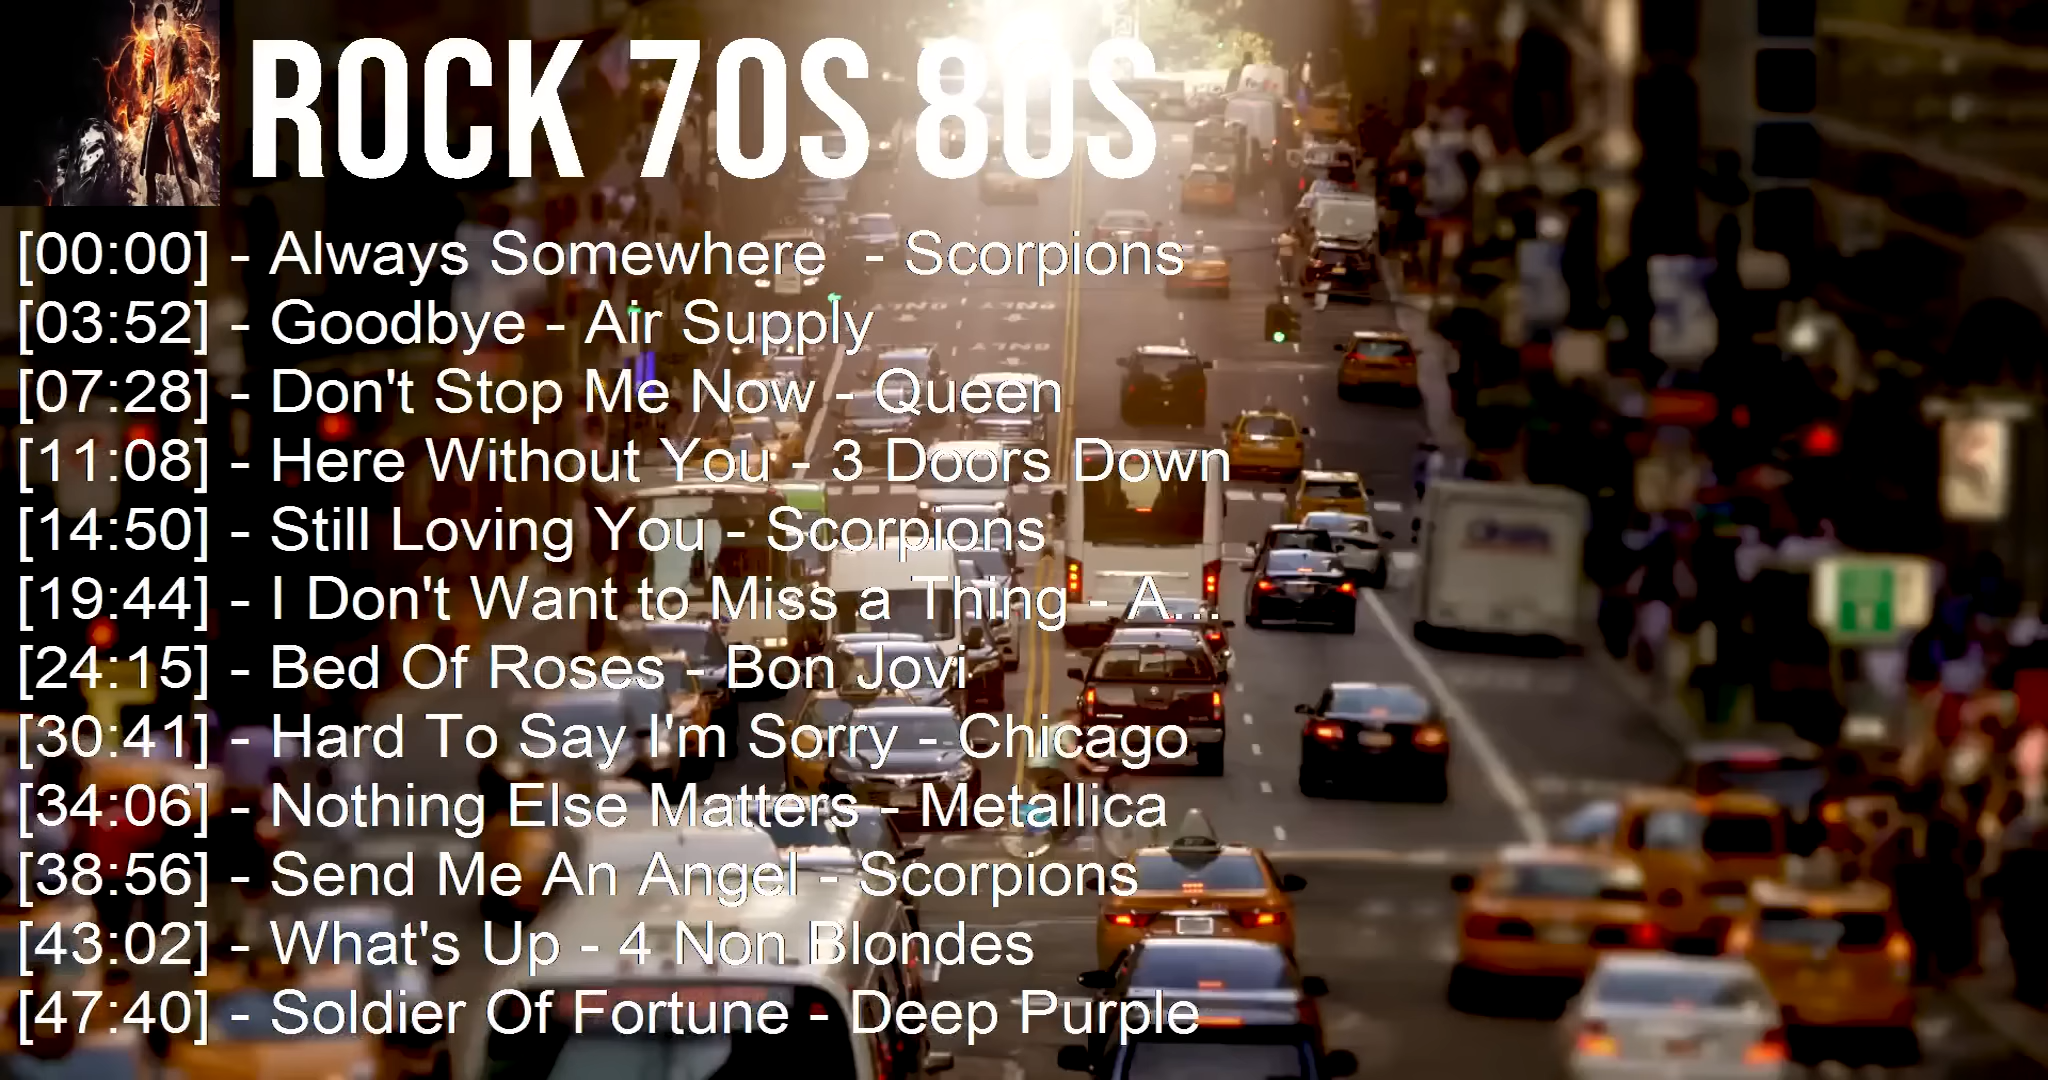 ROCK 70S 80S
[00:00] - Always Somewhere  - Scorpions
[03:52] - Goodbye - Air Supply
[07:28] - Don't Stop Me Now - Queen
[11:08] - Here Without You - 3 Doors Down
[14:50] - Still Loving You - Scorpions
[19:44] - I Don't Want to Miss a Thing - A...
[24:15] - Bed Of Roses - Bon Jovi
[30:41] - Hard To Say I'm Sorry - Chicago
[34:06] - Nothing Else Matters - Metallica
[38:56] - Send Me An Angel - Scorpions
[43:02] - What's Up - 4 Non Blondes
[47:40] - Soldier Of Fortune - Deep Purple